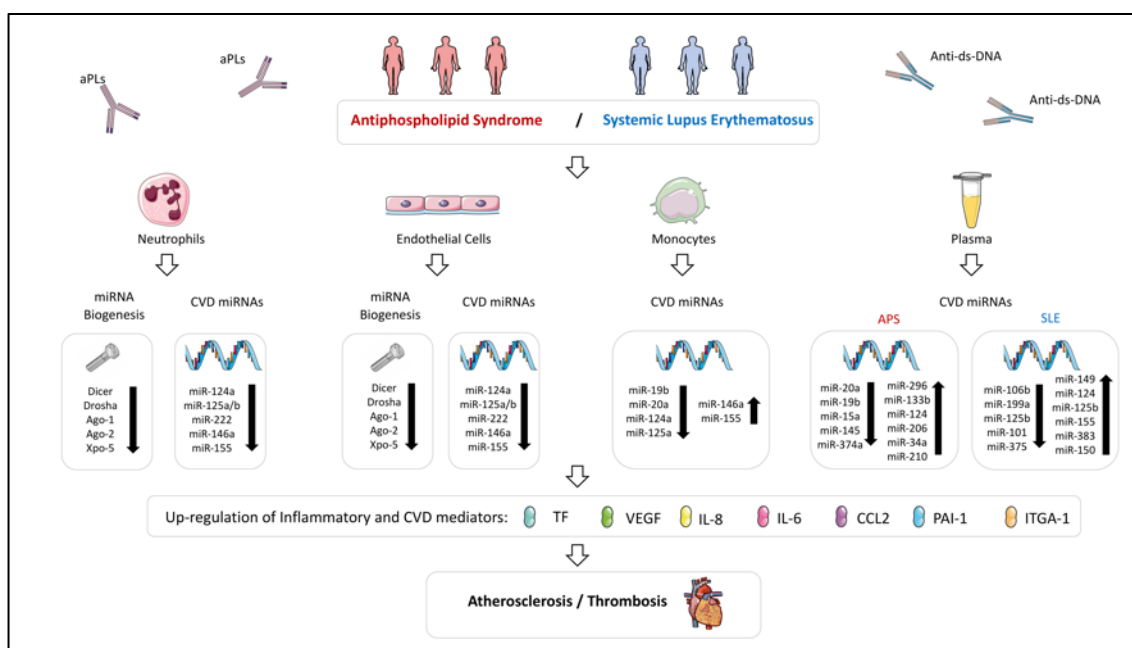 aPLs
aPLs
Anti-ds-DNA
Anti-ds-DNA
Antiphospholipid Syndrome / Systemic Lupus Erythematosus
Neutrophils
Endothelial Cells
Monocytes
Plasma
miRNA
Biogenesis
CVD miRNAs
Dicer
Drosha
Ago-1
Ago-2
Xpo-5
miR-124a
miR-125a/b
miR-222
miR-146a
miR-155
miRNA
Biogenesis
CVD miRNAs
Dicer
Drosha
Ago-1
Ago-2
Xpo-5
miR-124a
miR-125a/b
miR-222
miR-146a
miR-155
CVD miRNAs
miR-19b
miR-20a
miR-124a
miR-125a
miR-146a
miR-155
CVD miRNAs
APS
miR-20a
miR-19b
miR-15a
miR-145
miR-374a
miR-296
miR-133b
miR-124
miR-206
miR-34a
miR-210
SLE
miR-106b
miR-199a
miR-125b
miR-101
miR-375
miR-149
miR-124
miR-125b
miR-155
miR-383
miR-150
Up-regulation of Inflammatory and CVD mediators: TF VEGF IL-8 IL-6 CCL2 PAI-1 ITGA-1
Atherosclerosis / Thrombosis